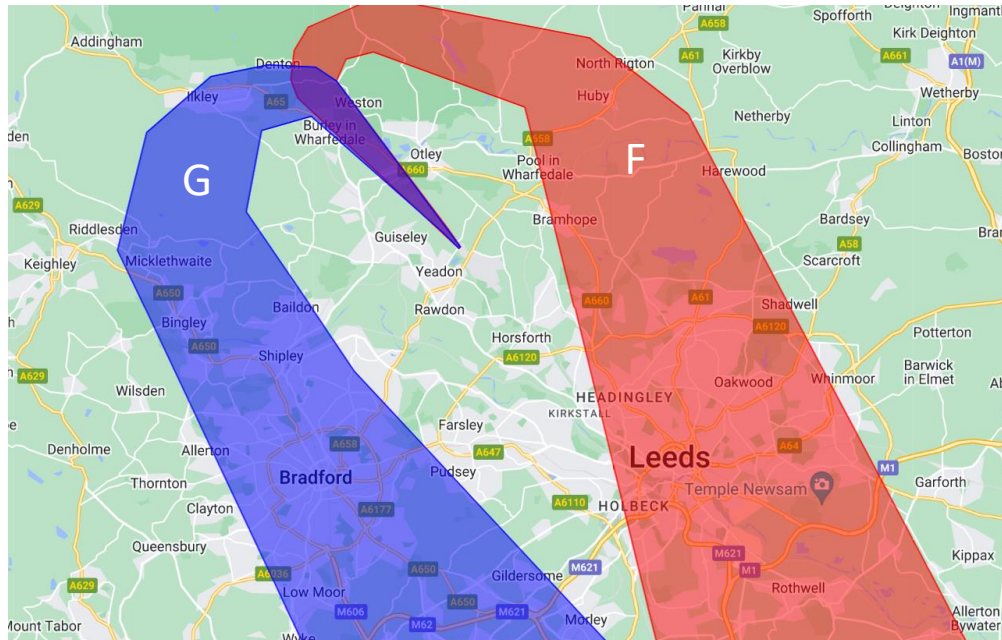 Pannal
A658
Spofforth
Ingmant
Kirk Deighton
Addingham
Kirkby
Overblow
A61
A661
A1(M)
Denton
North Rigton
Wetherby
Ilkley
A65
Weston
Huby
Netherby
Linton
Collingham
Burley in
Wharfedale
den
A658
Boston
G
F
Otley
A660
Pool in
Wharfedale
Harewood
A629
Riddlesden
Guiseley
Bramhope
Bardsey
Bran
Keighley
Micklethwaite
Yeadon
A58
Scarcroft
A650
A660
A61
Baildon
Rawdon
Shadwell
Bingley
A6120
A650
Horsforth
Potterton
Shipley
A6120
A629
Wilsden
Oakwood
Whinmoor
Barwick
in Elmet
HEADINGLEY
KIRKSTALL
Farsley
Denholme
Allerton
A658
A647
Leeds
A64
M1
Bradford
Pudsey
Thornton
Temple Newsam
Garforth
A6177
A6110
HOLBECK
Clayton
Queensbury
M621
Kippax
A6036
A650
Gildersome
M621
M1
A629
Low Moor
A650
Rothwell
M606
M621
Allerton
Bywater
Mount Tabor
M62
Morley
Wyke